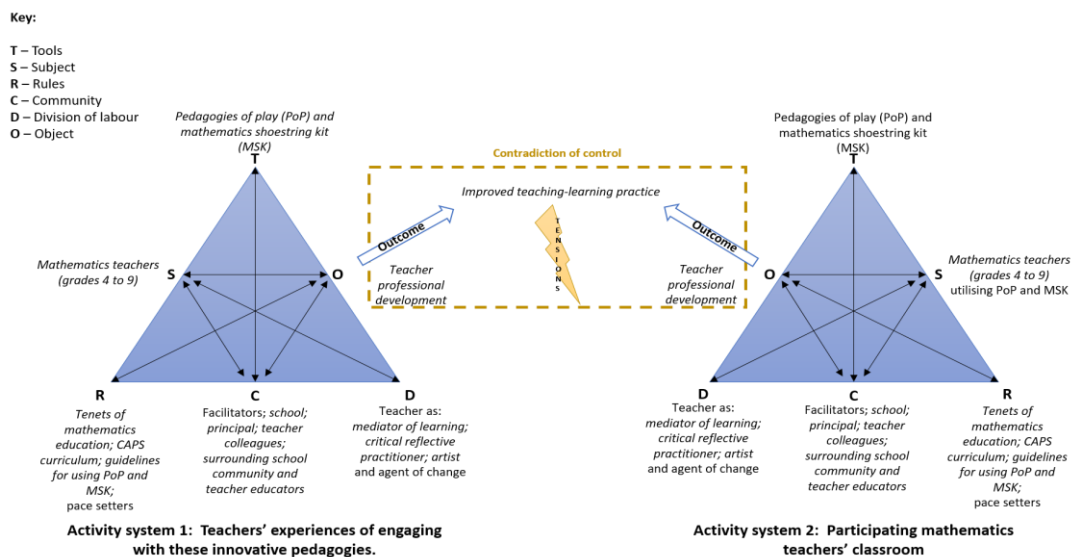 Key:
T – Tools
S – Subject
R – Rules
C – Community
D – Division of labour
O – Object
Pedagogies of play (PoP) and
mathematics shoestring kit
(MSK)
T
Mathematics teachers
(grades 4 to 9)
S
O
R
Tenets of
mathematics
education; CAPS
curriculum; guidelines
for using PoP and
MSK;
pace setters
C
Facilitators; school;
principal; teacher
colleagues;
surrounding school
community and
teacher educators
D
Teacher as:
mediator of learning;
critical reflective
practitioner; artist
and agent of change
Activity system 1: Teachers’ experiences of engaging
with these innovative pedagogies.
Contradiction of control
Improved teaching-learning practice
Outcome
Teacher
professional
development
TENSIONS
Outcome
Teacher
professional
development
Pedagogies of play (PoP) and
mathematics shoestring kit
(MSK)
T
O
S
Mathematics teachers
(grades 4 to 9)
utilising PoP and MSK
D
Teacher as:
mediator of learning;
critical reflective
practitioner; artist
and agent of change
C
Facilitators; school;
principal; teacher
colleagues;
surrounding school
community and
teacher educators
R
Tenets of
mathematics
education; CAPS
curriculum; guidelines
for using PoP and
MSK;
pace setters
Activity system 2: Participating mathematics
teachers’ classroom